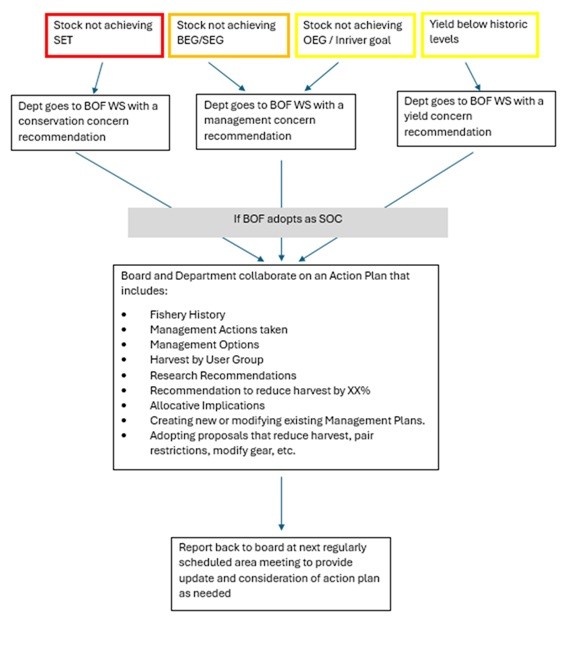 Stock not achieving
SET
Stock not achieving
BEG/SEG
Stock not achieving
OEG / Inriver goal
Yield below historic
levels
Dept goes to BOF WS with a
conservation concern
recommendation
Dept goes to BOF WS with a
management concern
recommendation
Dept goes to BOF WS with a
yield concern
recommendation
If BOF adopts as SOC
Board and Department collaborate on an Action Plan that
includes:
• Fishery History
• Management Actions taken
• Management Options
• Harvest by User Group
• Research Recommendations
• Recommendation to reduce harvest by XX%
• Allocative Implications
• Creating new or modifying existing Management Plans.
• Adopting proposals that reduce harvest, pair
restrictions, modify gear, etc.
Report back to board at next regularly
scheduled area meeting to provide
update and consideration of action plan
as needed